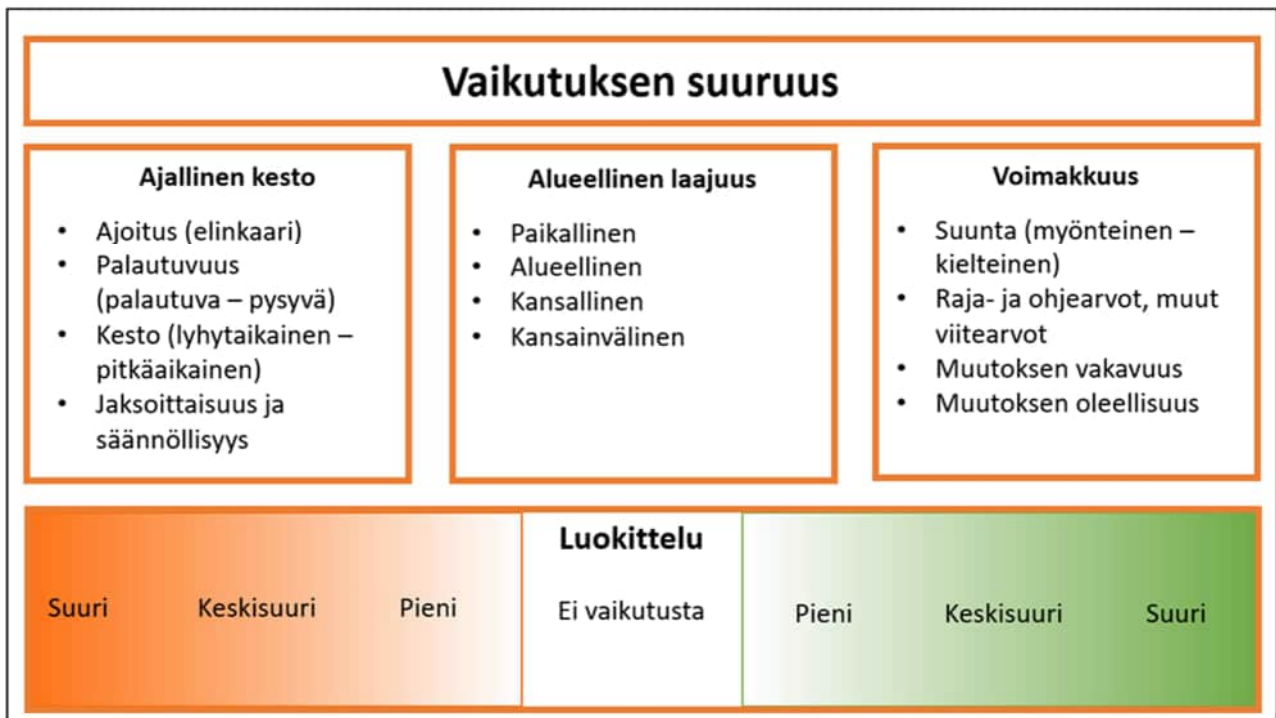 Vaikutuksen suuruus
Ajallinen kesto
• Ajoitus (elinkaari)
• Palautuvuus
(palautuva – pysyvä)
• Kesto (lyhytaikainen –
pitkäaikainen)
• Jaksoittaisuus ja
säännöllisyys
Alueellinen laajuus
• Paikallinen
• Alueellinen
• Kansallinen
• Kansainvälinen
Voimakkuus
• Suunta (myönteinen –
kielteinen)
• Raja- ja ohjearvot, muut
viitearvot
• Muutoksen vakavuus
• Muutoksen oleellisuus
Luokittelu
Suuri Keskisuuri Pieni Ei vaikutusta Pieni Keskisuuri Suuri